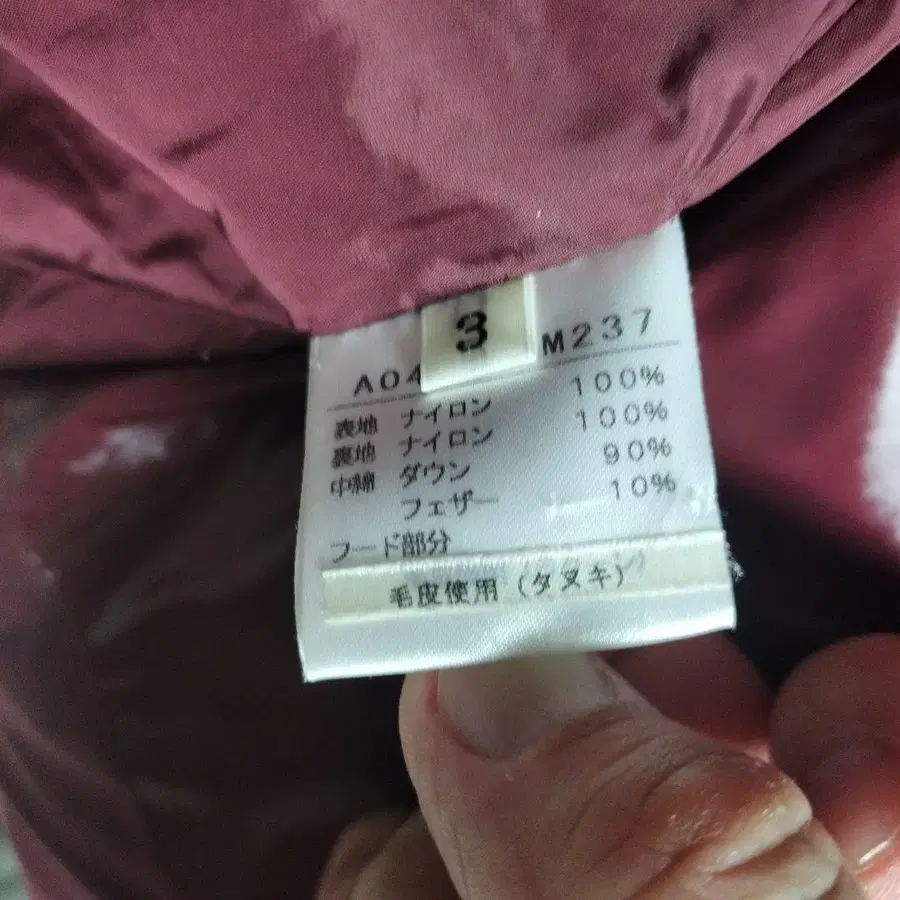 3
A04 M237
表地 ナイロン 100%
裏地 ナイロン 100%
中綿 ダウン 90%
フェザー 10%
フード部分
毛皮使用(タヌキ)